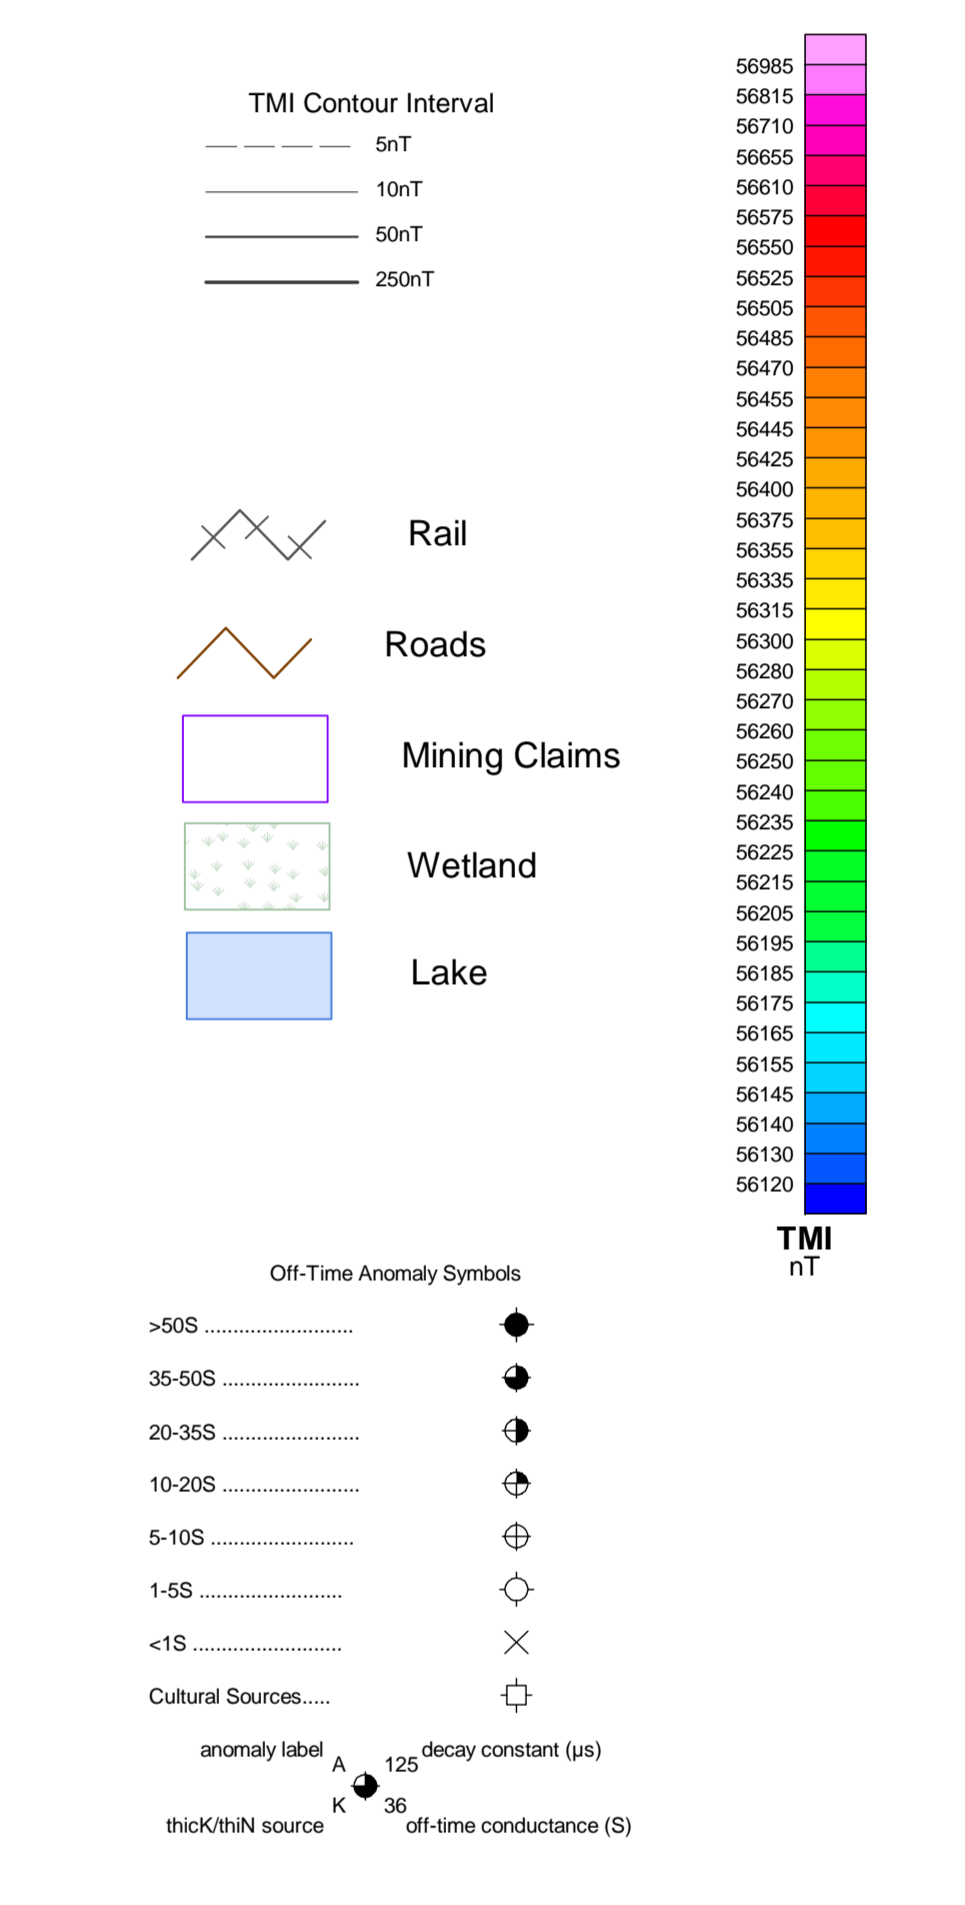 TMI Contour Interval
5nT
10nT
50nT
250nT
Rail
Roads
Mining Claims
Wetland
Lake
56985
56815
56710
56655
56610
56575
56550
56525
56505
56485
56470
56455
56445
56425
56400
56375
56355
56335
56315
56300
56280
56270
56260
56250
56240
56235
56225
56215
56205
56195
56185
56175
56165
56155
56145
56140
56130
56120
TMI
nT
Off-Time Anomaly Symbols
>50S ..........................
35-50S ........................
20-35S ........................
10-20S ........................
5-10S .........................
1-5S .........................
<1S ..........................
Cultural Sources.....
anomaly label A 125 decay constant (µs)
K 36
thicK/thiN source off-time conductance (S)